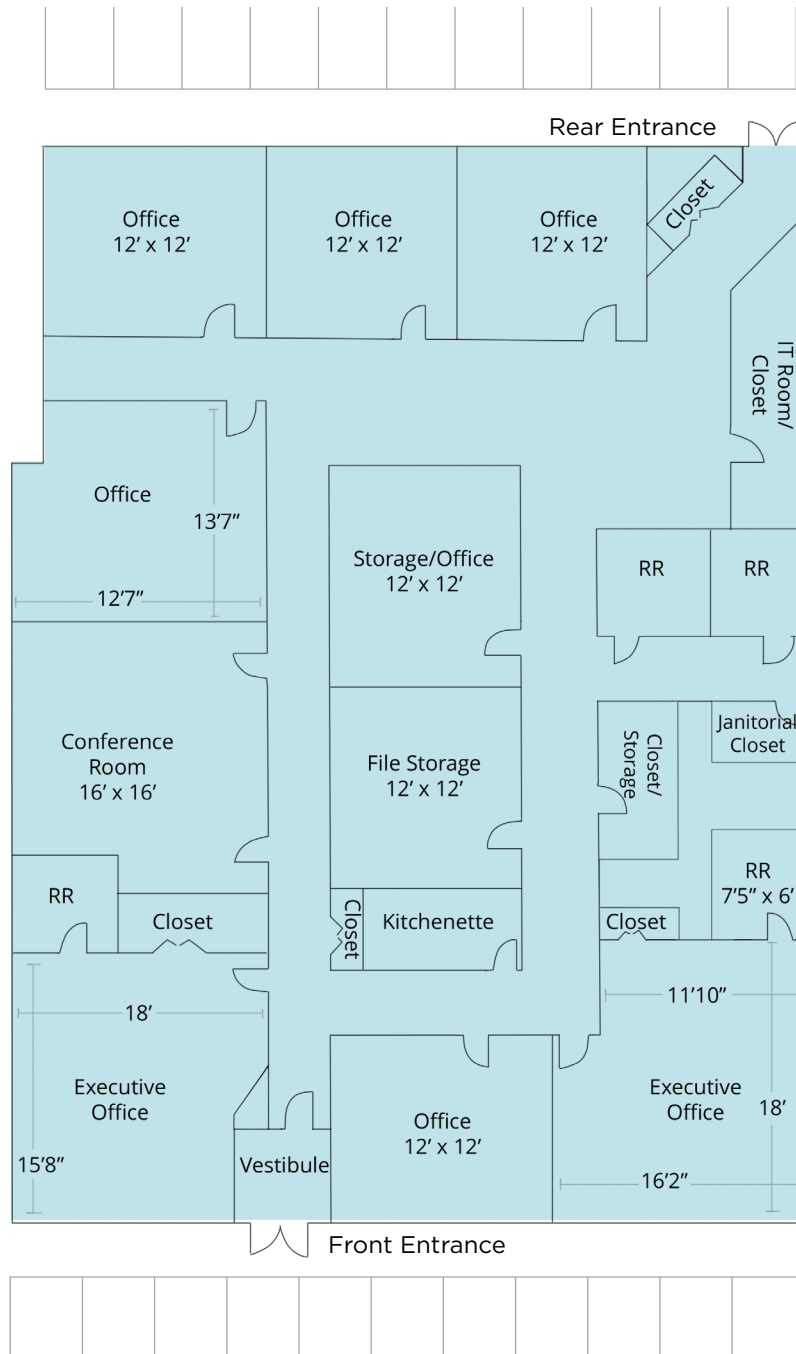 Rear Entrance
Office
12’ x 12’
Office
12’ x 12’
Office
12’ x 12’
Closet
IT Room/
Closet
Office
13’7”
12’7”
Storage/Office
12’ x 12’
RR
RR
Conference
Room
16’ x 16’
File Storage
12’ x 12’
Closet/
Storage
Janitorial
Closet
RR
Closet
Closet
Kitchenette
Closet
RR
7’5” x 6’
18’
11’10”
Executive
Office
15’8”
Vestibule
Office
12’ x 12’
Executive
Office
18’
16’2”
Front Entrance